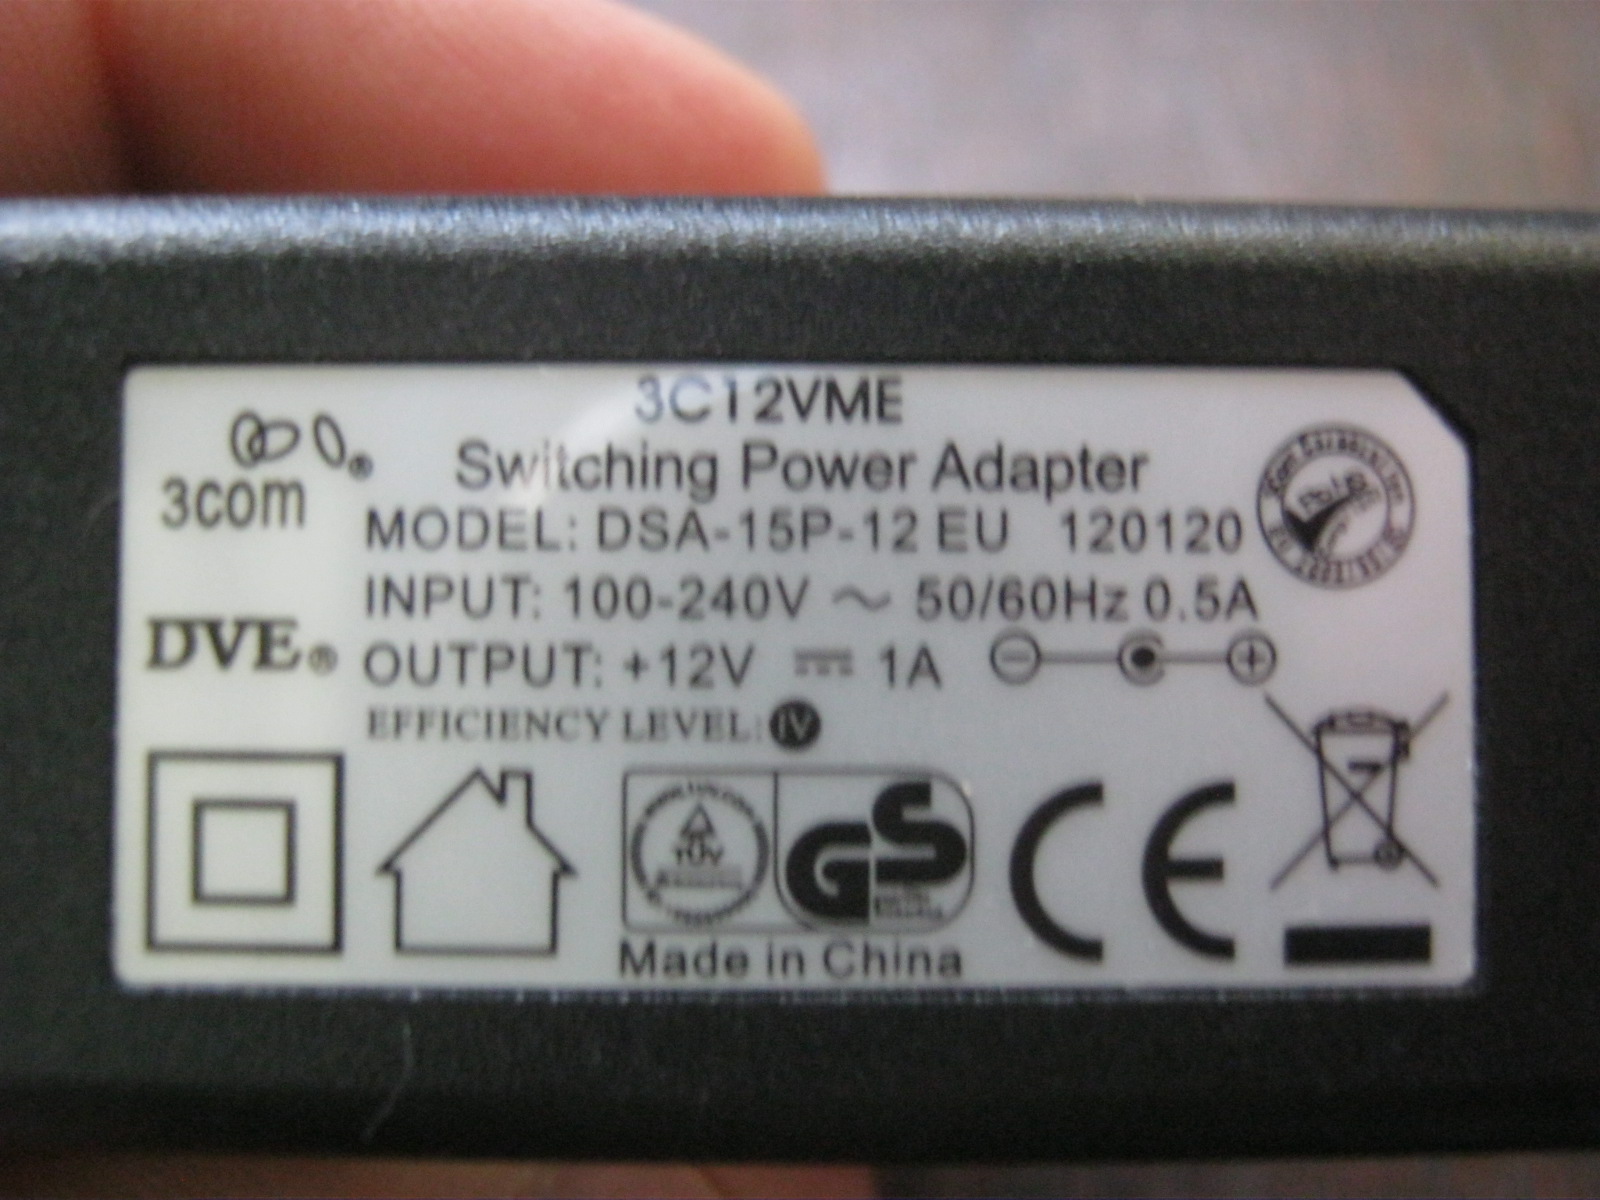 3C12VME
3com®
Switching Power Adapter
MODEL: DSA-15P-12 EU 120120
INPUT: 100-240V ~ 50/60Hz 0.5A
DVE®
OUTPUT: +12V ⎓ 1A
EFFICIENCY LEVEL: IV
TÜV
GS
CE
Made in China